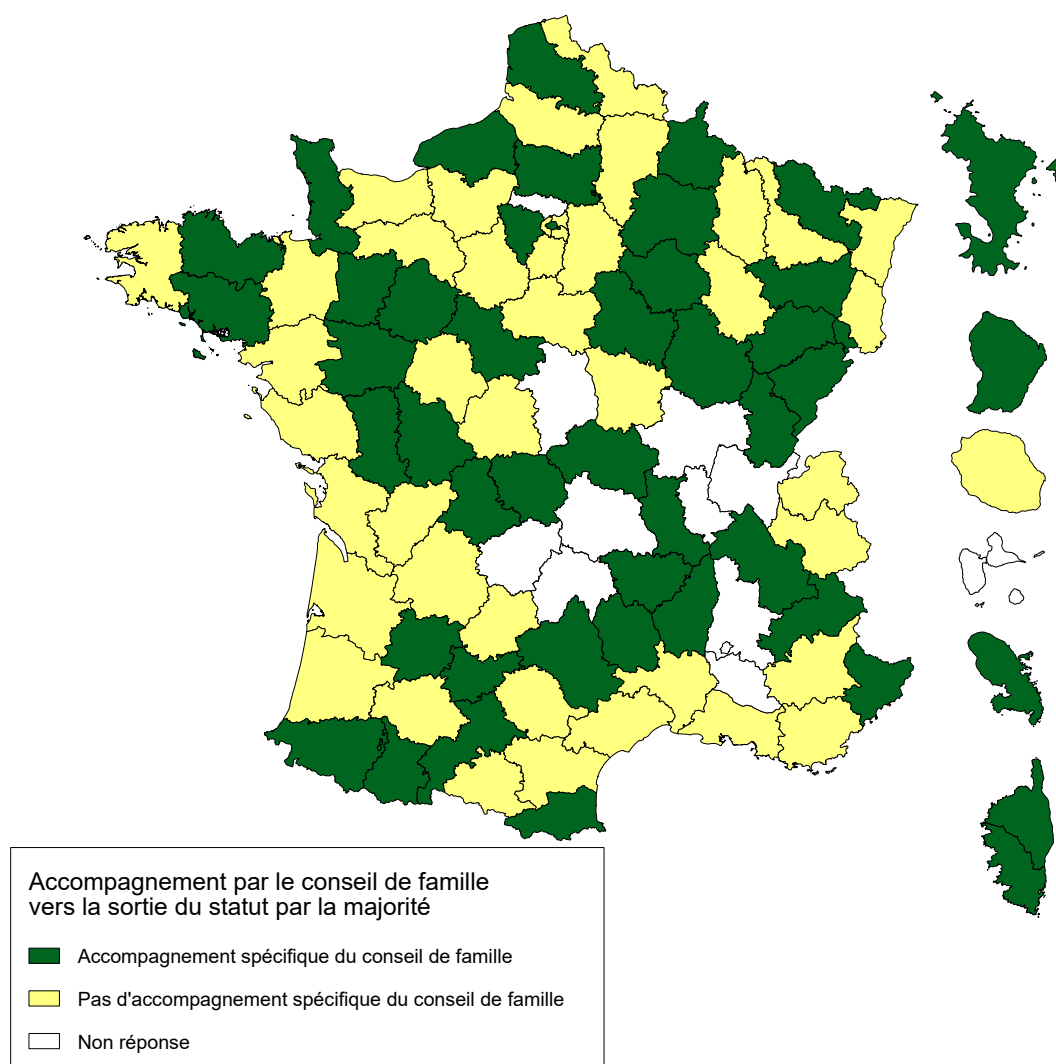 Accompagnement par le conseil de famille
vers la sortie du statut par la majorité
Accompagnement spécifique du conseil de famille
Pas d'accompagnement spécifique du conseil de famille
Non réponse